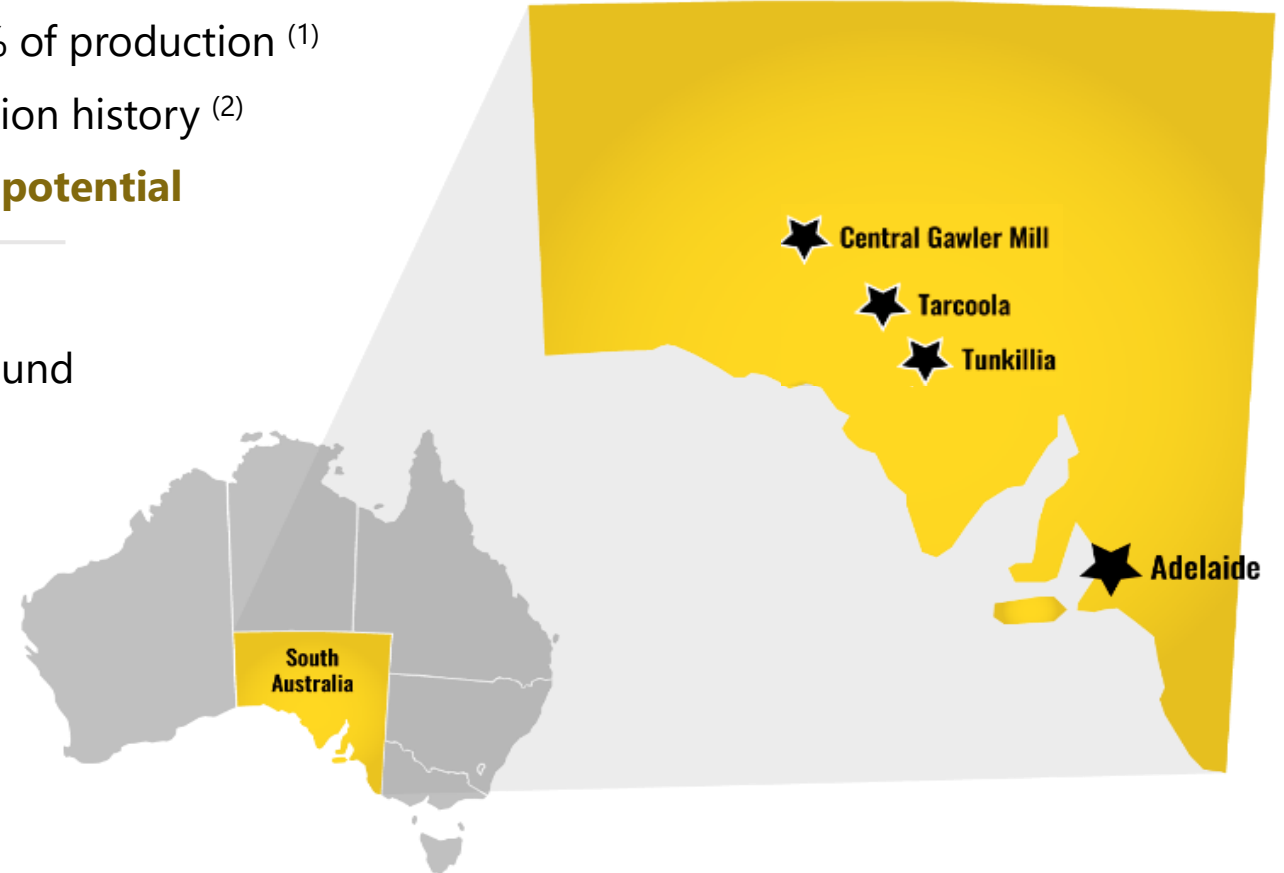 % of production (1)
ion history (2)
potential
und
Central Gawler Mill
Tarcoola
Tunkillia
Adelaide
South
Australia